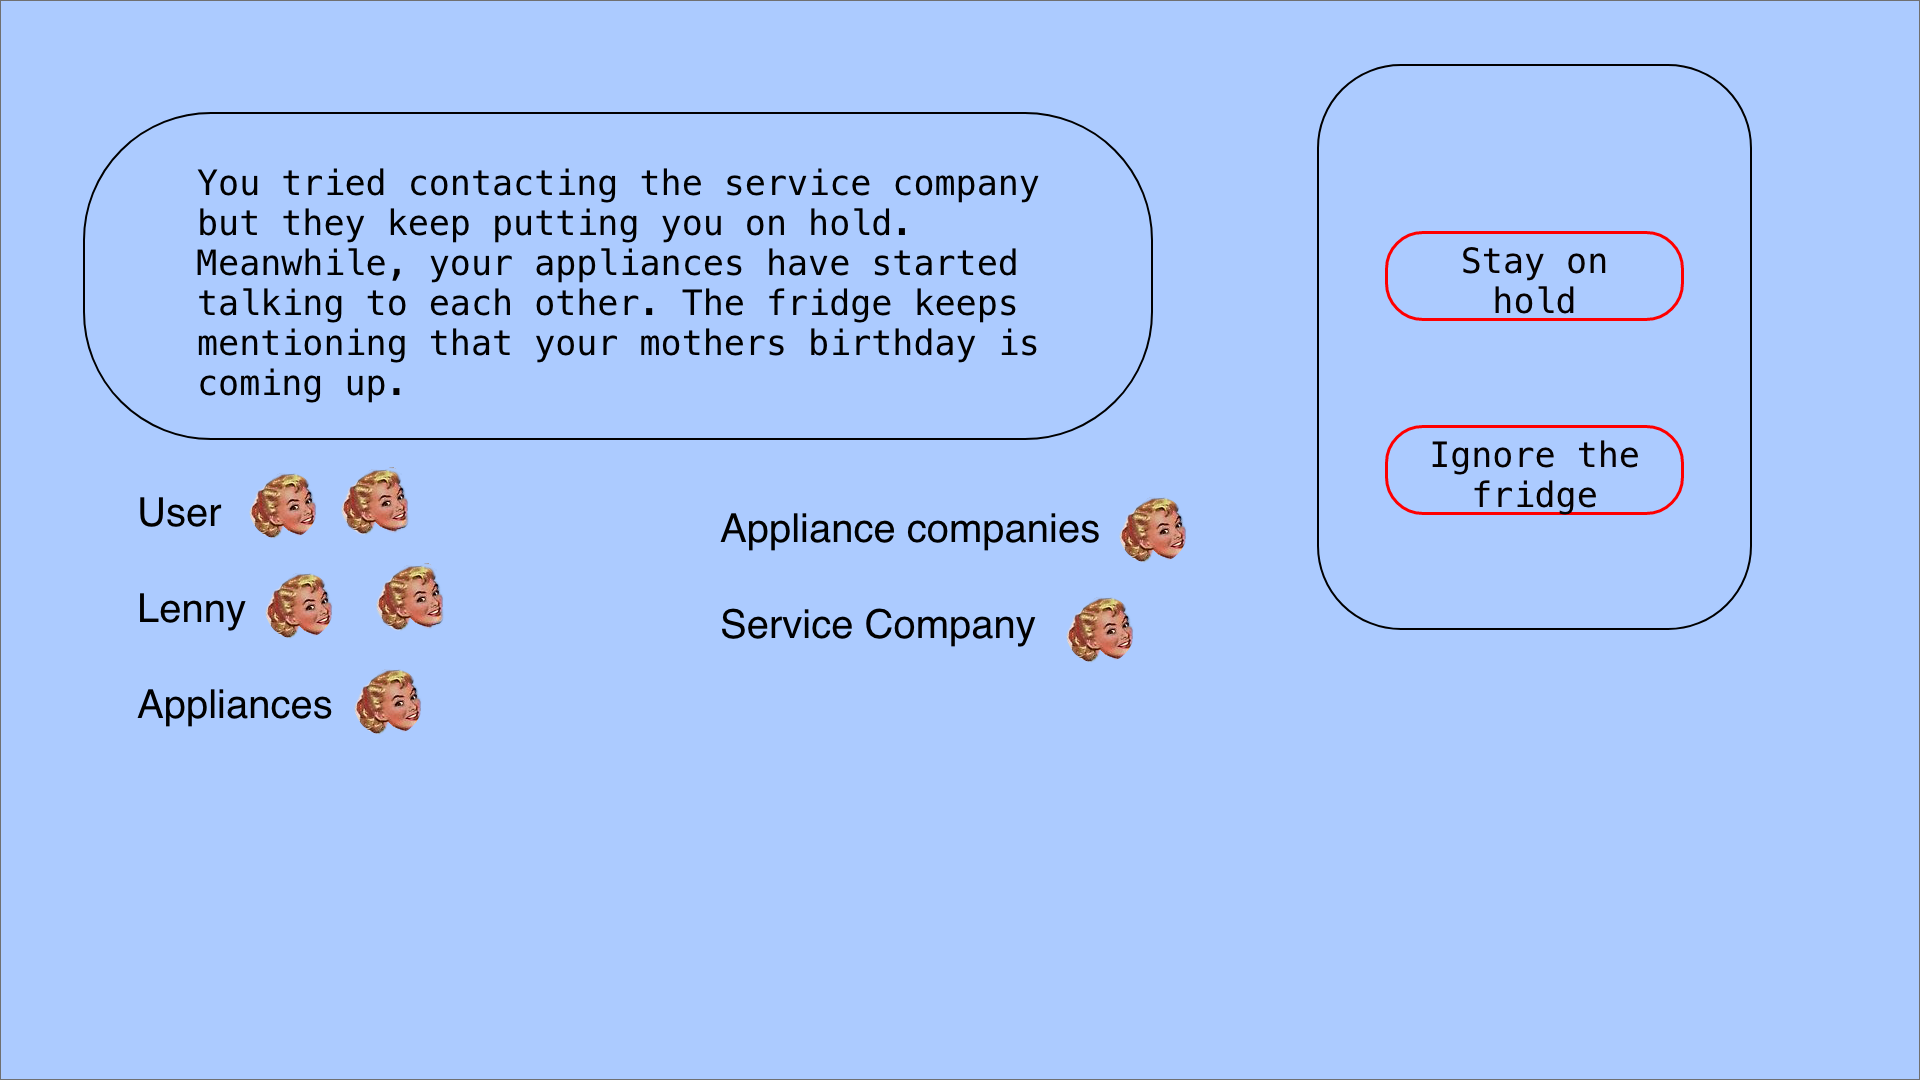 You tried contacting the service company
but they keep putting you on hold.
Meanwhile, your appliances have started
talking to each other. The fridge keeps
mentioning that your mothers birthday is
coming up.
Stay on
hold
Ignore the
fridge
User
Lenny
Appliances
Appliance companies
Service Company